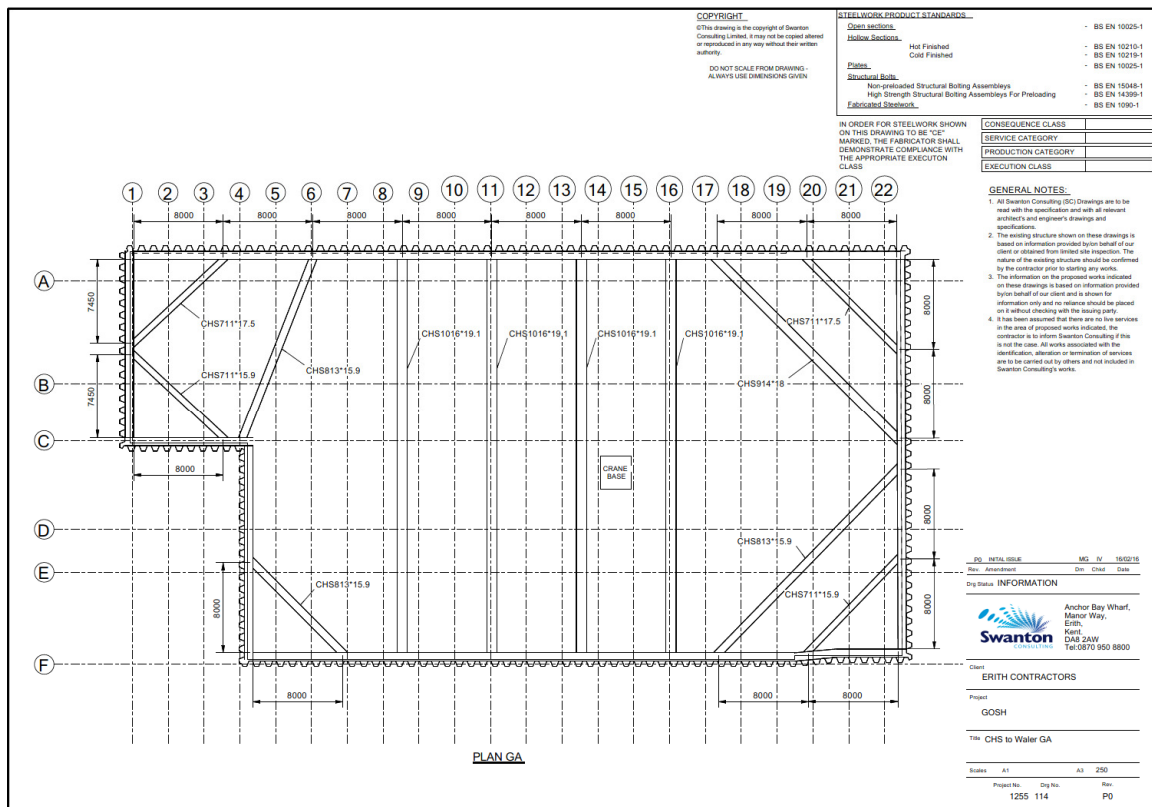 COPYRIGHT
©This drawing is the copyright of Swanton
Consulting Limited, it may not be copied altered
or reproduced in any way without their written
authority.
DO NOT SCALE FROM DRAWING -
ALWAYS USE DIMENSIONS GIVEN
STEELWORK PRODUCT STANDARDS
Open sections - BS EN 10025-1
Hollow Sections
Hot Finished - BS EN 10210-1
Cold Finished - BS EN 10219-1
Plates - BS EN 10025-1
Structural Bolts
Non-preloaded Structural Bolting Assembleys - BS EN 15048-1
High Strength Structural Bolting Assembleys For Preloading - BS EN 14399-1
Fabricated Steelwork - BS EN 1090-1
IN ORDER FOR STEELWORK SHOWN
ON THIS DRAWING TO BE "CE"
MARKED, THE FABRICATOR SHALL
DEMONSTRATE COMPLIANCE WITH
THE APPROPRIATE EXECUTON
CLASS
CONSEQUENCE CLASS
SERVICE CATEGORY
PRODUCTION CATEGORY
EXECUTION CLASS
GENERAL NOTES:
1. All Swanton Consulting (SC) Drawings are to be
read with the specification and with all relevant
architect's and engineer's drawings and
specifications.
2. The existing structure shown on these drawings is
based on information provided by/on behalf of our
client or obtained from limited site inspection. The
nature of the existing structure should be confirmed
by the contractor prior to starting any works.
3. The information on the proposed works indicated
on these drawings is based on information provided
by/on behalf of our client and is shown for
information only and no reliance should be placed
on it without checking with the issuing party.
4. It has been assumed that there are no live services
in the area of proposed works indicated, the
contractor is to inform Swanton Consulting if this
is not the case. All works associated with the
identification, alteration or termination of services
are to be carried out by others and not included in
Swanton Consulting's works.
1 2 3 4 5 6 7 8 9 10 11 12 13 14 15 16 17 18 19 20 21 22
8000 8000 8000 8000 8000 8000 8000 8000
A
7450
8000
CHS711*17.5
CHS711*17.5
CHS1016*19.1 CHS1016*19.1 CHS1016*19.1 CHS1016*19.1
CHS813*15.9
CHS711*15.9
B
7450
CHS914*18
8000
C
8000
CRANE
BASE
8000
D
CHS813*15.9
E
CHS813*15.9
8000
CHS711*15.9
8000
F
8000 8000 8000
PLAN GA
P0 INITAL ISSUE MG IV 16/02/16
Rev. Amendment Drn Chkd Date
Drg Status INFORMATION
Swanton
CONSULTING
Anchor Bay Wharf,
Manor Way,
Erith,
Kent,
DA8 2AW
Tel:0870 950 8800
Client
ERITH CONTRACTORS
Project
GOSH
Title CHS to Waler GA
Scales A1 A3 250
Project No. Drg No. Rev.
1255 114 P0